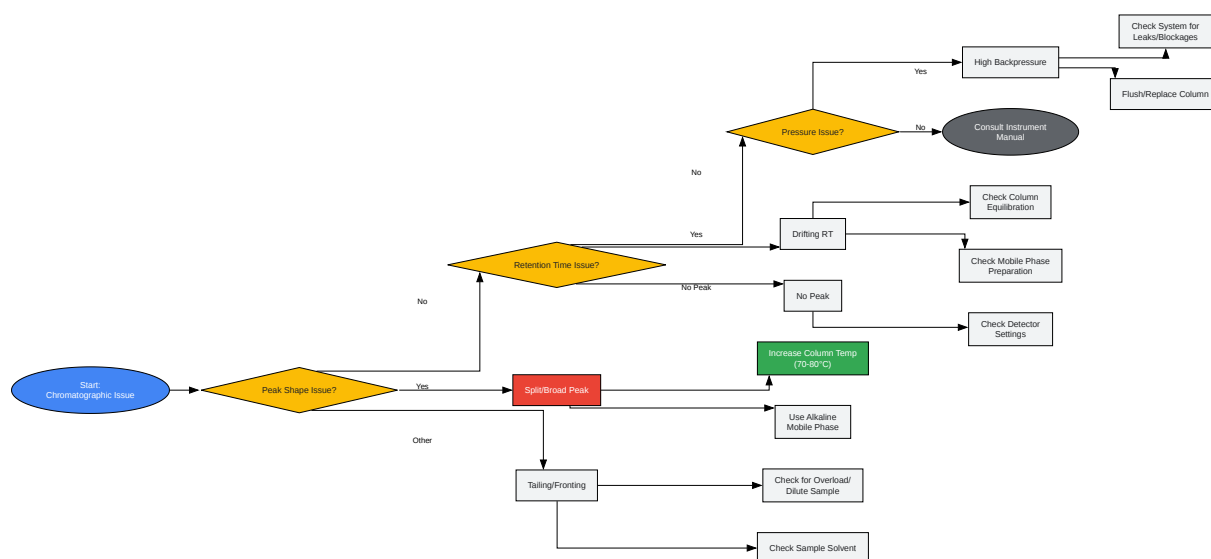 Check System for
Leaks/Blockages
High Backpressure
Yes
Flush/Replace Column
Pressure Issue?
No
Consult Instrument
Manual
No
Check Column
Equilibration
Yes
Drifting RT
Retention Time Issue?
Check Mobile Phase
Preparation
No Peak
No Peak
No
Check Detector
Settings
Increase Column Temp
(70-80°C)
Start:
Chromatographic Issue
Peak Shape Issue?
Yes
Split/Broad Peak
Use Alkaline
Mobile Phase
Other
Tailing/Fronting
Check for Overload/
Dilute Sample
Check Sample Solvent